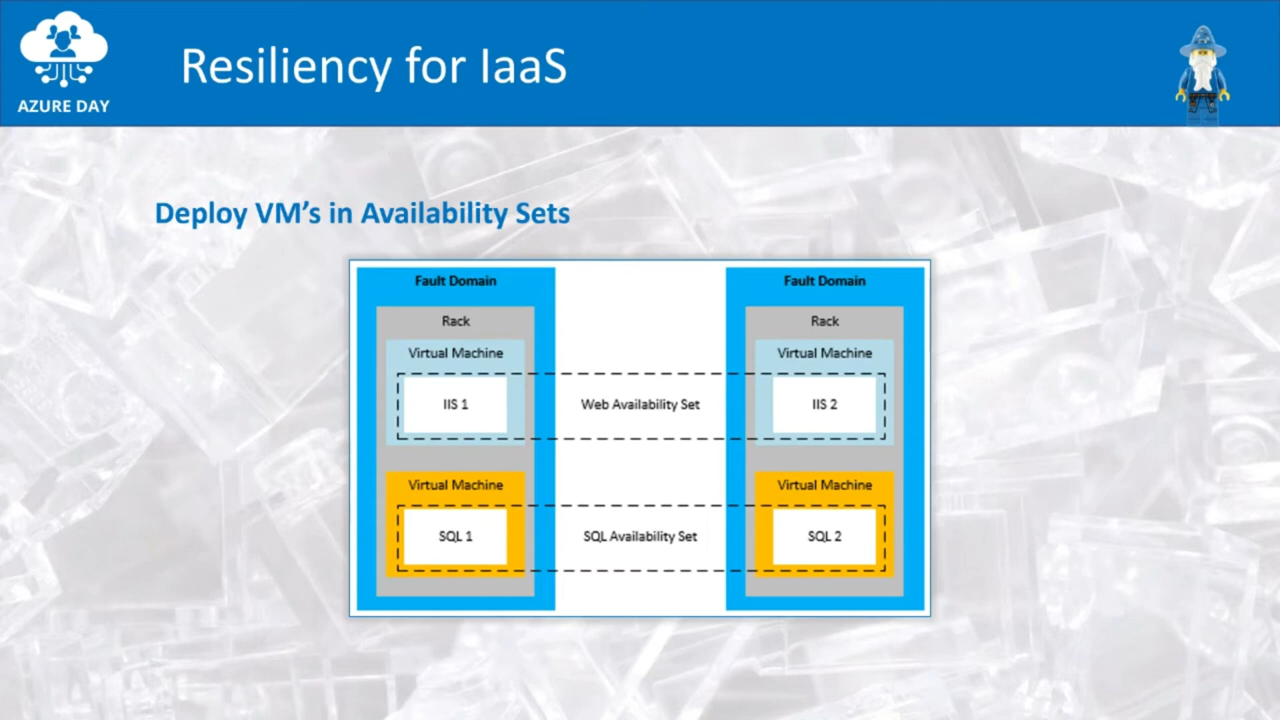 Resiliency for IaaS
AZURE DAY
Deploy VM's in Availability Sets
Fault Domain
Fault Domain
Rack
Rack
Virtual Machine
Virtual Machine
IIS 1
Web Availability Set
IIS 2
Virtual Machine
Virtual Machine
SQL 1
SQL Availability Set
SQL 2